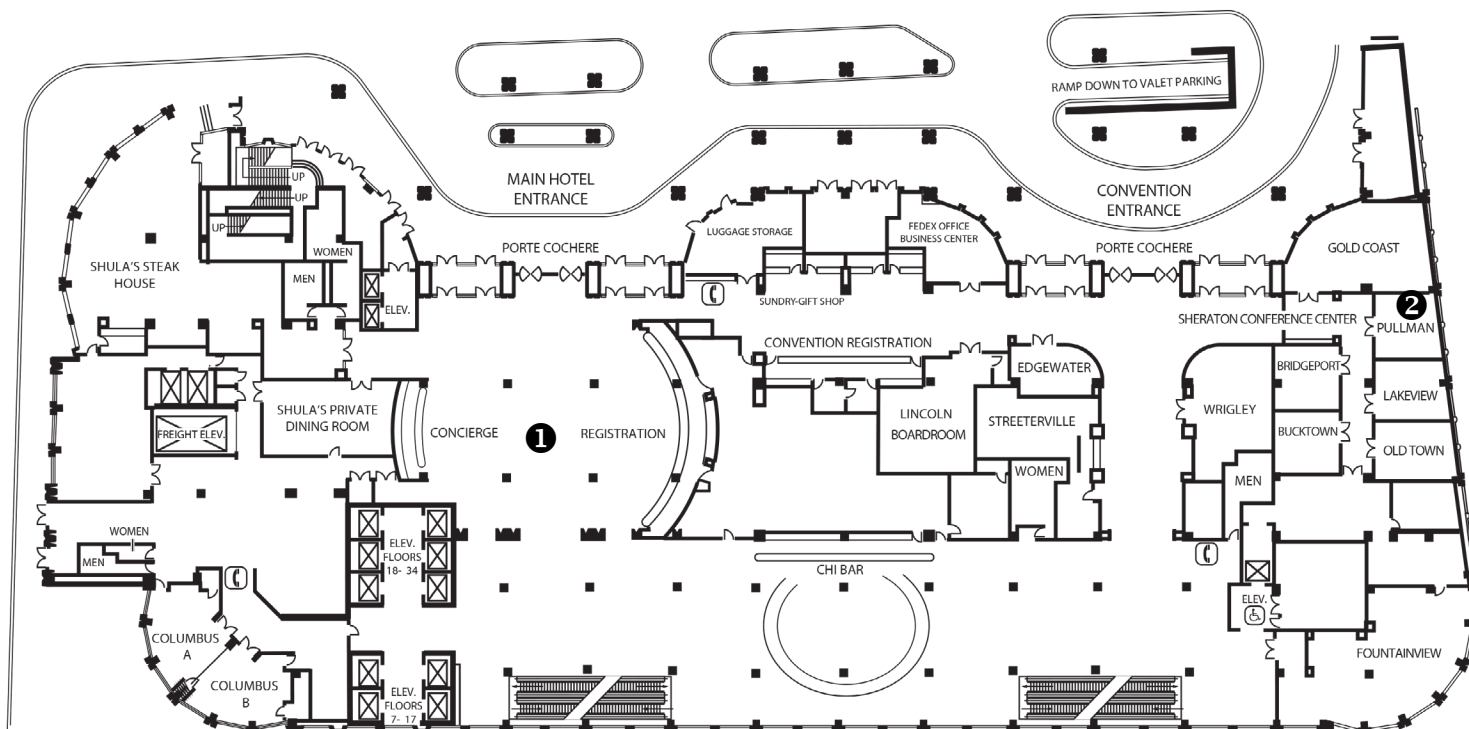 RAMP DOWN TO VALET PARKING
MAIN HOTEL
ENTRANCE
CONVENTION
ENTRANCE
UP
UP
UP
WOMEN
MEN
ELEV.
SHULA'S STEAK
HOUSE
PORTE COCHERE
LUGGAGE STORAGE
FEDEX OFFICE
BUSINESS CENTER
PORTE COCHERE
GOLD COAST
SUNDRY-GIFT SHOP
SHERATON CONFERENCE CENTER
2
PULLMAN
CONVENTION REGISTRATION
EDGEWATER
BRIDGEPORT
LAKEVIEW
SHULA'S PRIVATE
DINING ROOM
CONCIERGE
1
REGISTRATION
LINCOLN
BOARDROOM
STREETERVILLE
WRIGLEY
BUCKTOWN
OLD TOWN
FREIGHT ELEV.
WOMEN
MEN
WOMEN
MEN
ELEV.
FLOORS
18- 34
CHI BAR
ELEV.
COLUMBUS
A
COLUMBUS
B
ELEV.
FLOORS
7- 17
FOUNTAINVIEW